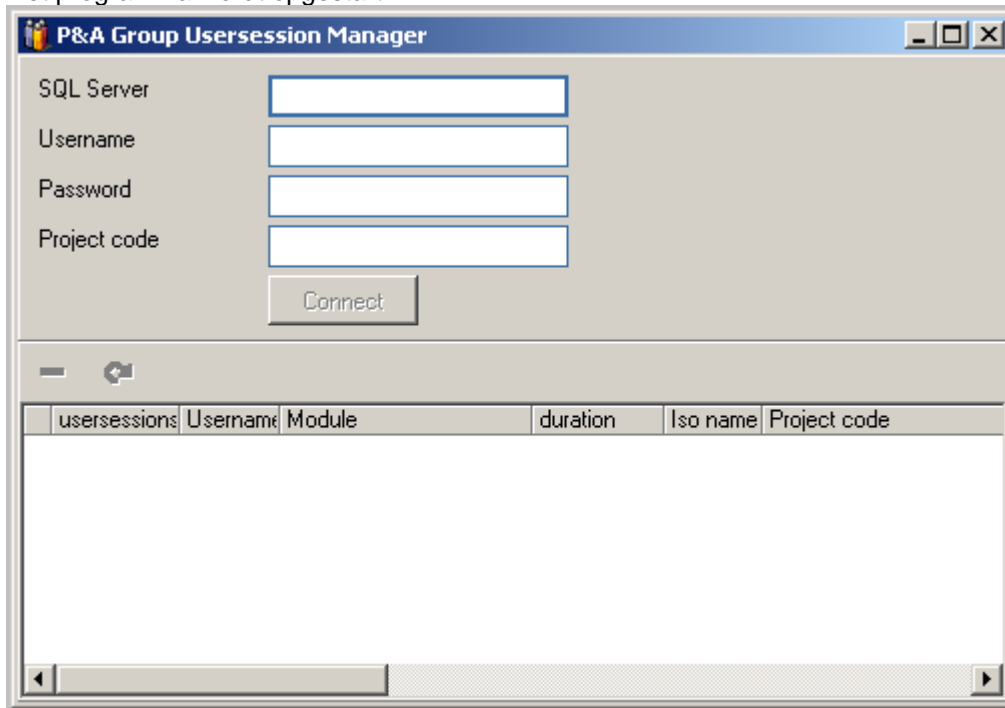 P&A Group Usersession Manager
SQL Server
Username
Password
Project code
Connect
usersessions Username Module duration Iso name Project code